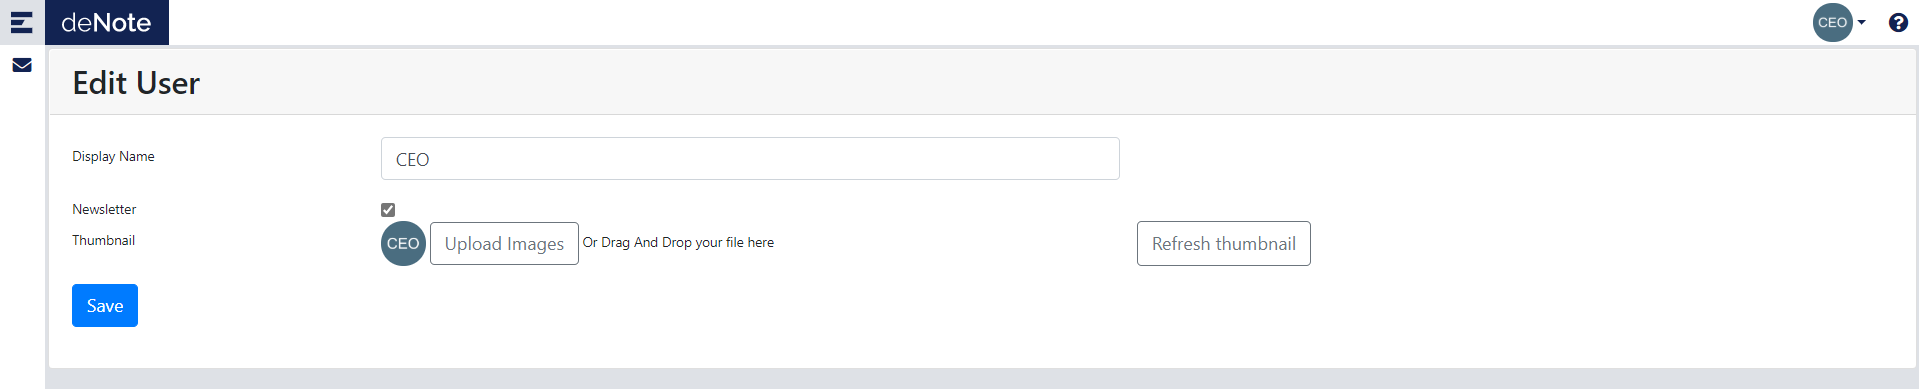 deNote
CEO
?
Edit User
Display Name
CEO
Newsletter
Thumbnail
CEO
Upload Images
Or Drag And Drop your file here
Refresh thumbnail
Save